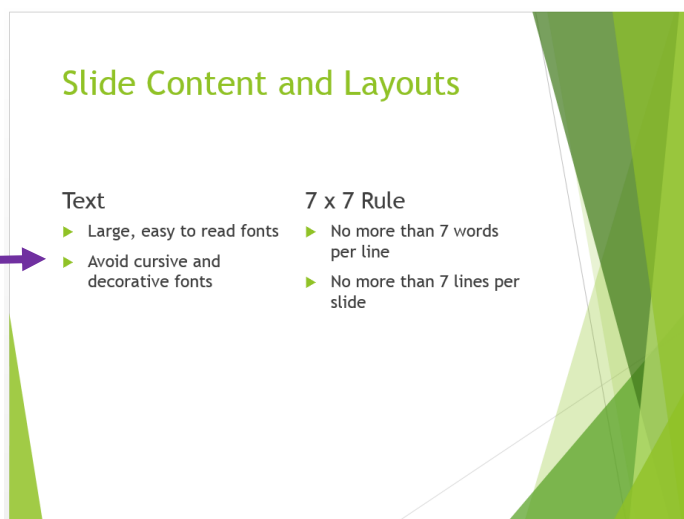 Slide Content and Layouts
Text
Large, easy to read fonts
Avoid cursive and
decorative fonts
7 x 7 Rule
No more than 7 words
per line
No more than 7 lines per
slide